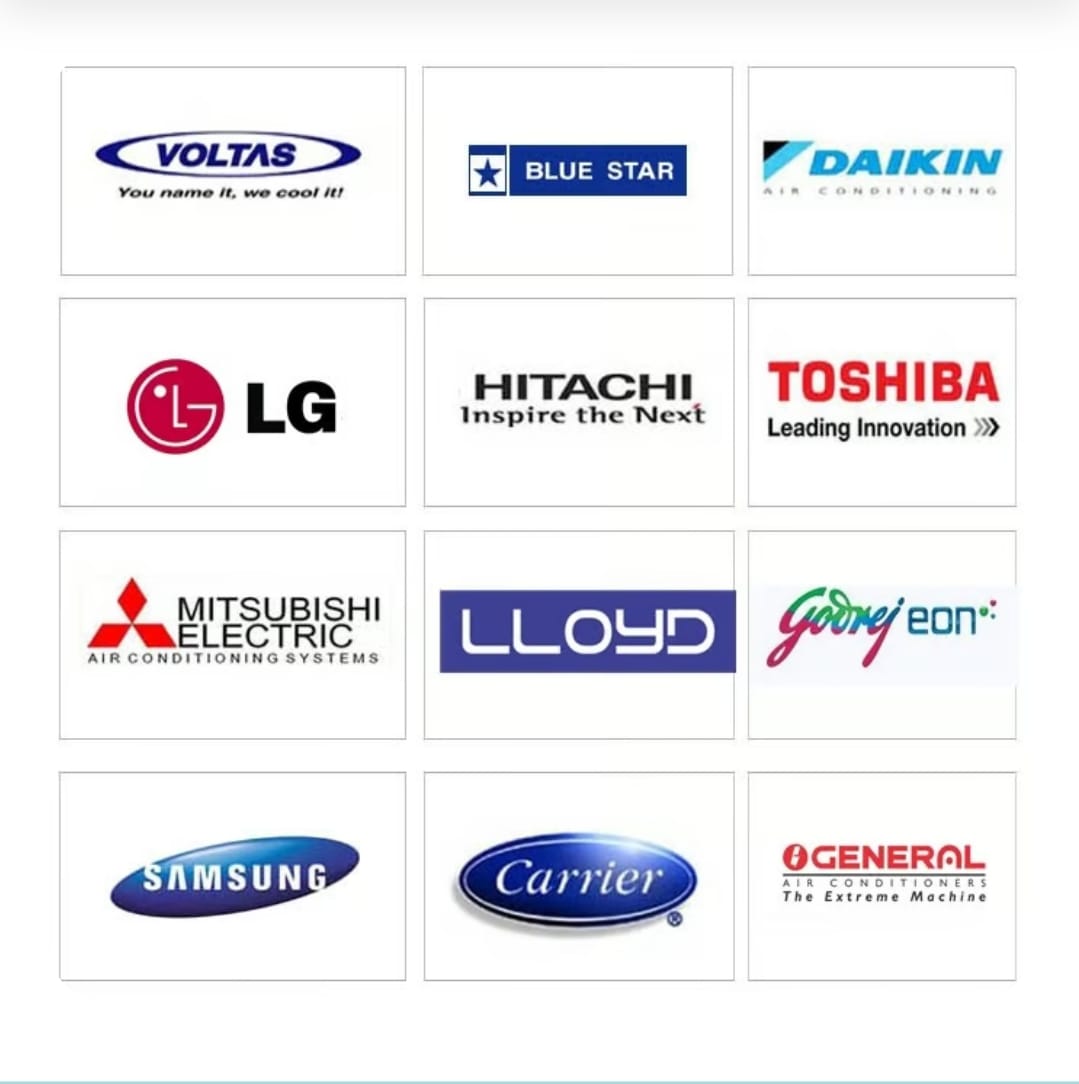 VOLTAS
You name it, we cool it!
BLUE STAR
DAIKIN
AIR CONDITIONING
LG
HITACHI
Inspire the Next
TOSHIBA
Leading Innovation >>>
MITSUBISHI
ELECTRIC
AIR CONDITIONING SYSTEMS
LLOYD
Godrej eon
SAMSUNG
Carrier
®
GENERAL
AIR CONDITIONERS
The Extreme Machine